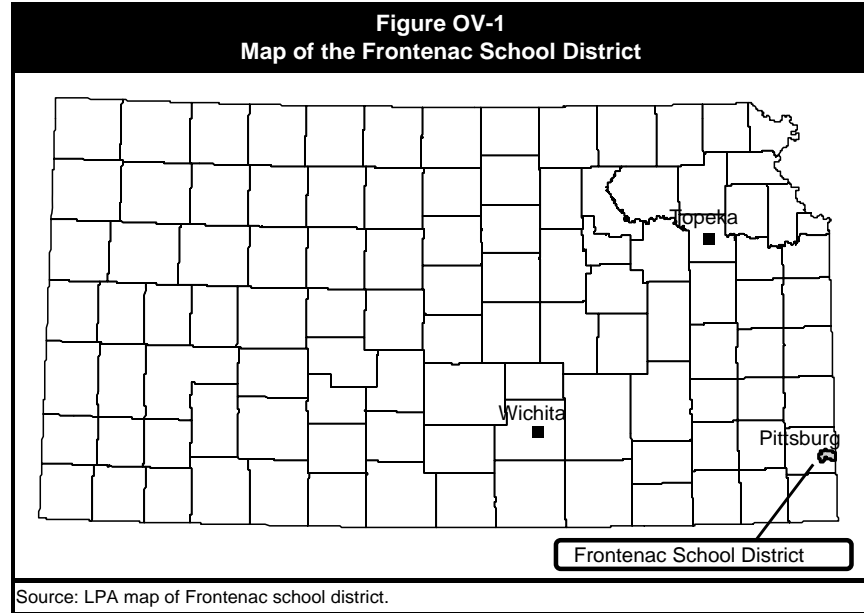 Figure OV-1
Map of the Frontenac School District
Topeka
Wichita
Pittsburg
Frontenac School District
Source: LPA map of Frontenac school district.